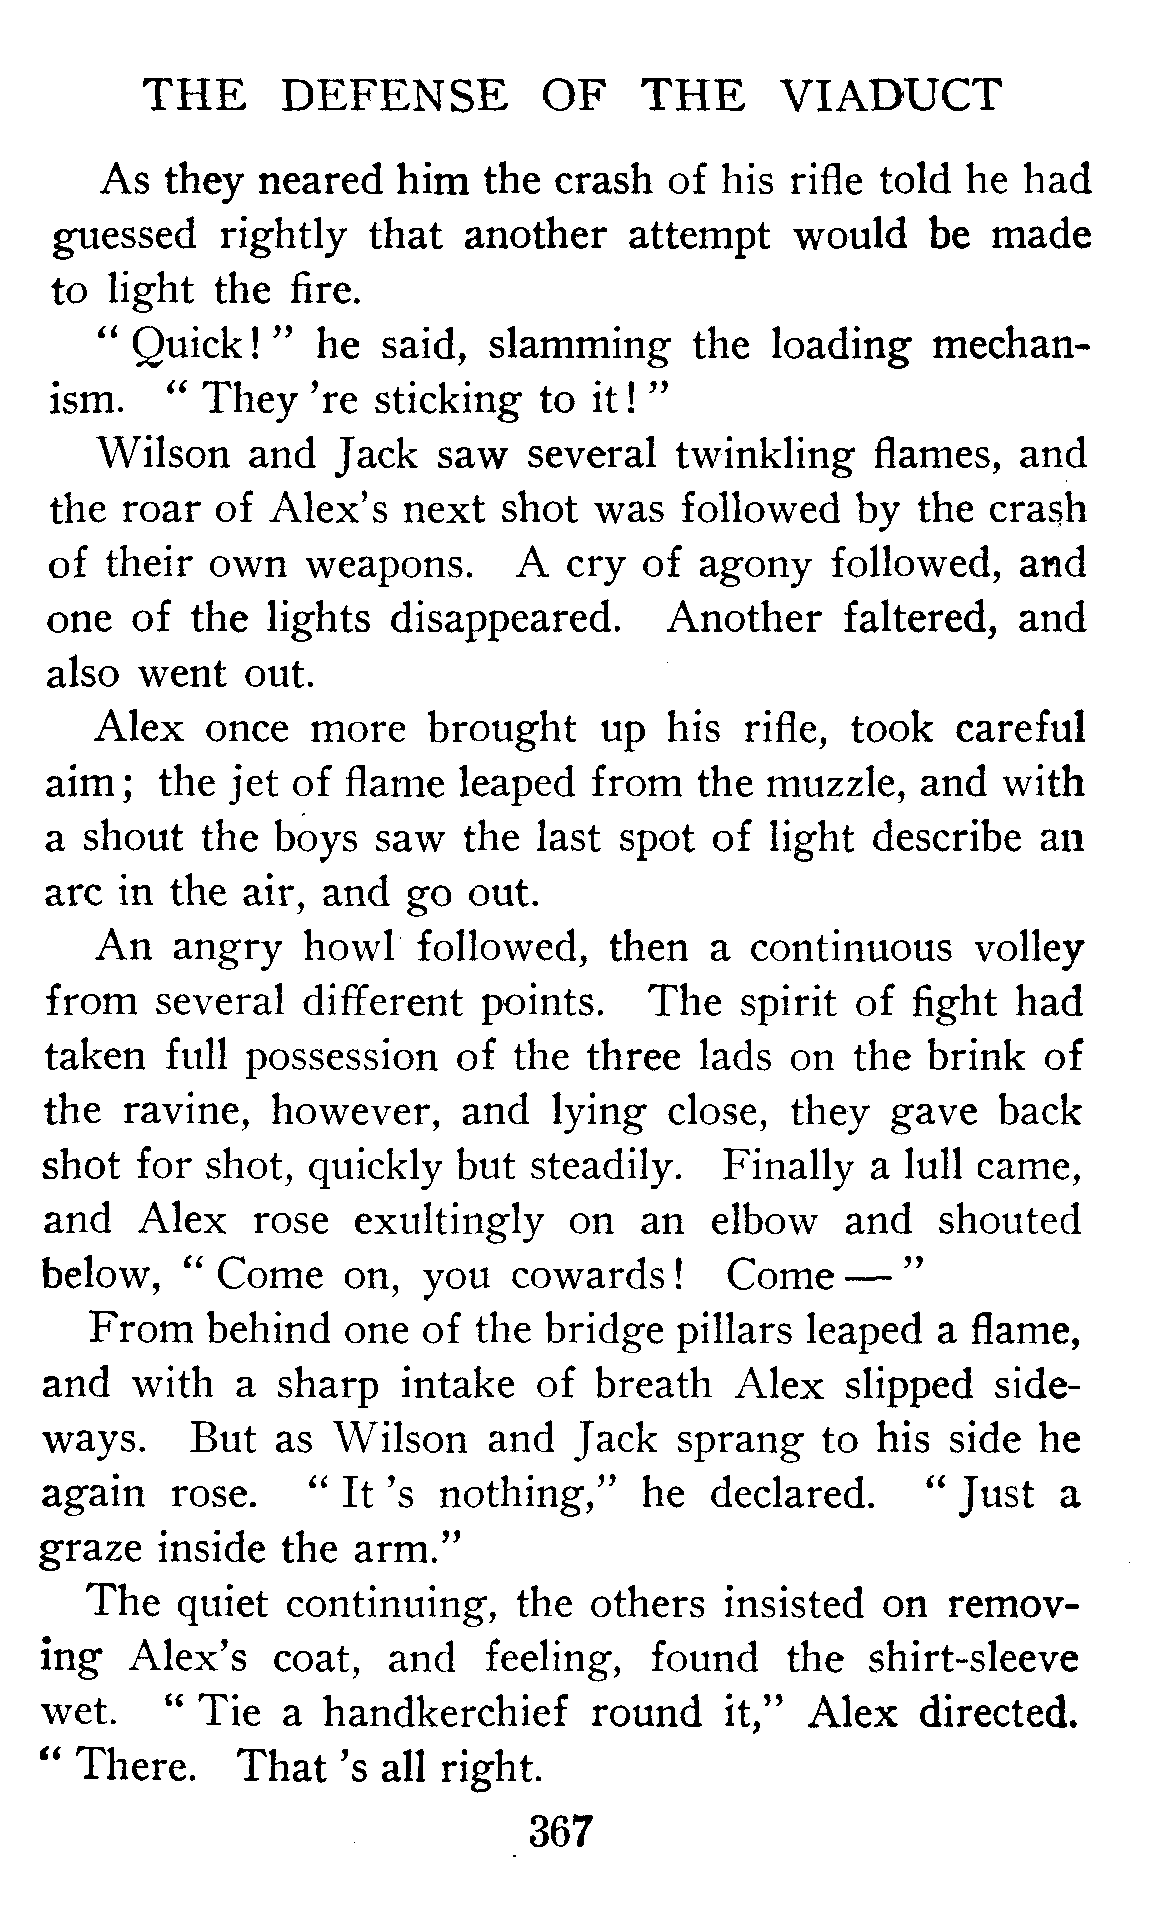 THE DEFENSE OF THE VIADUCT
As they neared him the crash of his rifle told he had
guessed rightly that another attempt would be made
to light the fire.
“ Quick! ” he said, slamming the loading mechan-
ism. “ They 're sticking to it! ”
Wilson and Jack saw several twinkling flames, and
the roar of Alex's next shot was followed by the crash
of their own weapons. A cry of agony followed, and
one of the lights disappeared. Another faltered, and
also went out.
Alex once more brought up his rifle, took careful
aim; the jet of flame leaped from the muzzle, and with
a shout the boys saw the last spot of light describe an
arc in the air, and go out.
An angry howl followed, then a continuous volley
from several different points. The spirit of fight had
taken full possession of the three lads on the brink of
the ravine, however, and lying close, they gave back
shot for shot, quickly but steadily. Finally a lull came,
and Alex rose exultingly on an elbow and shouted
below, “ Come on, you cowards! Come — ”
From behind one of the bridge pillars leaped a flame,
and with a sharp intake of breath Alex slipped side-
ways. But as Wilson and Jack sprang to his side he
again rose. “ It 's nothing,” he declared. “ Just a
graze inside the arm.”
The quiet continuing, the others insisted on remov-
ing Alex's coat, and feeling, found the shirt-sleeve
wet. “ Tie a handkerchief round it,” Alex directed.
“ There. That 's all right.
367